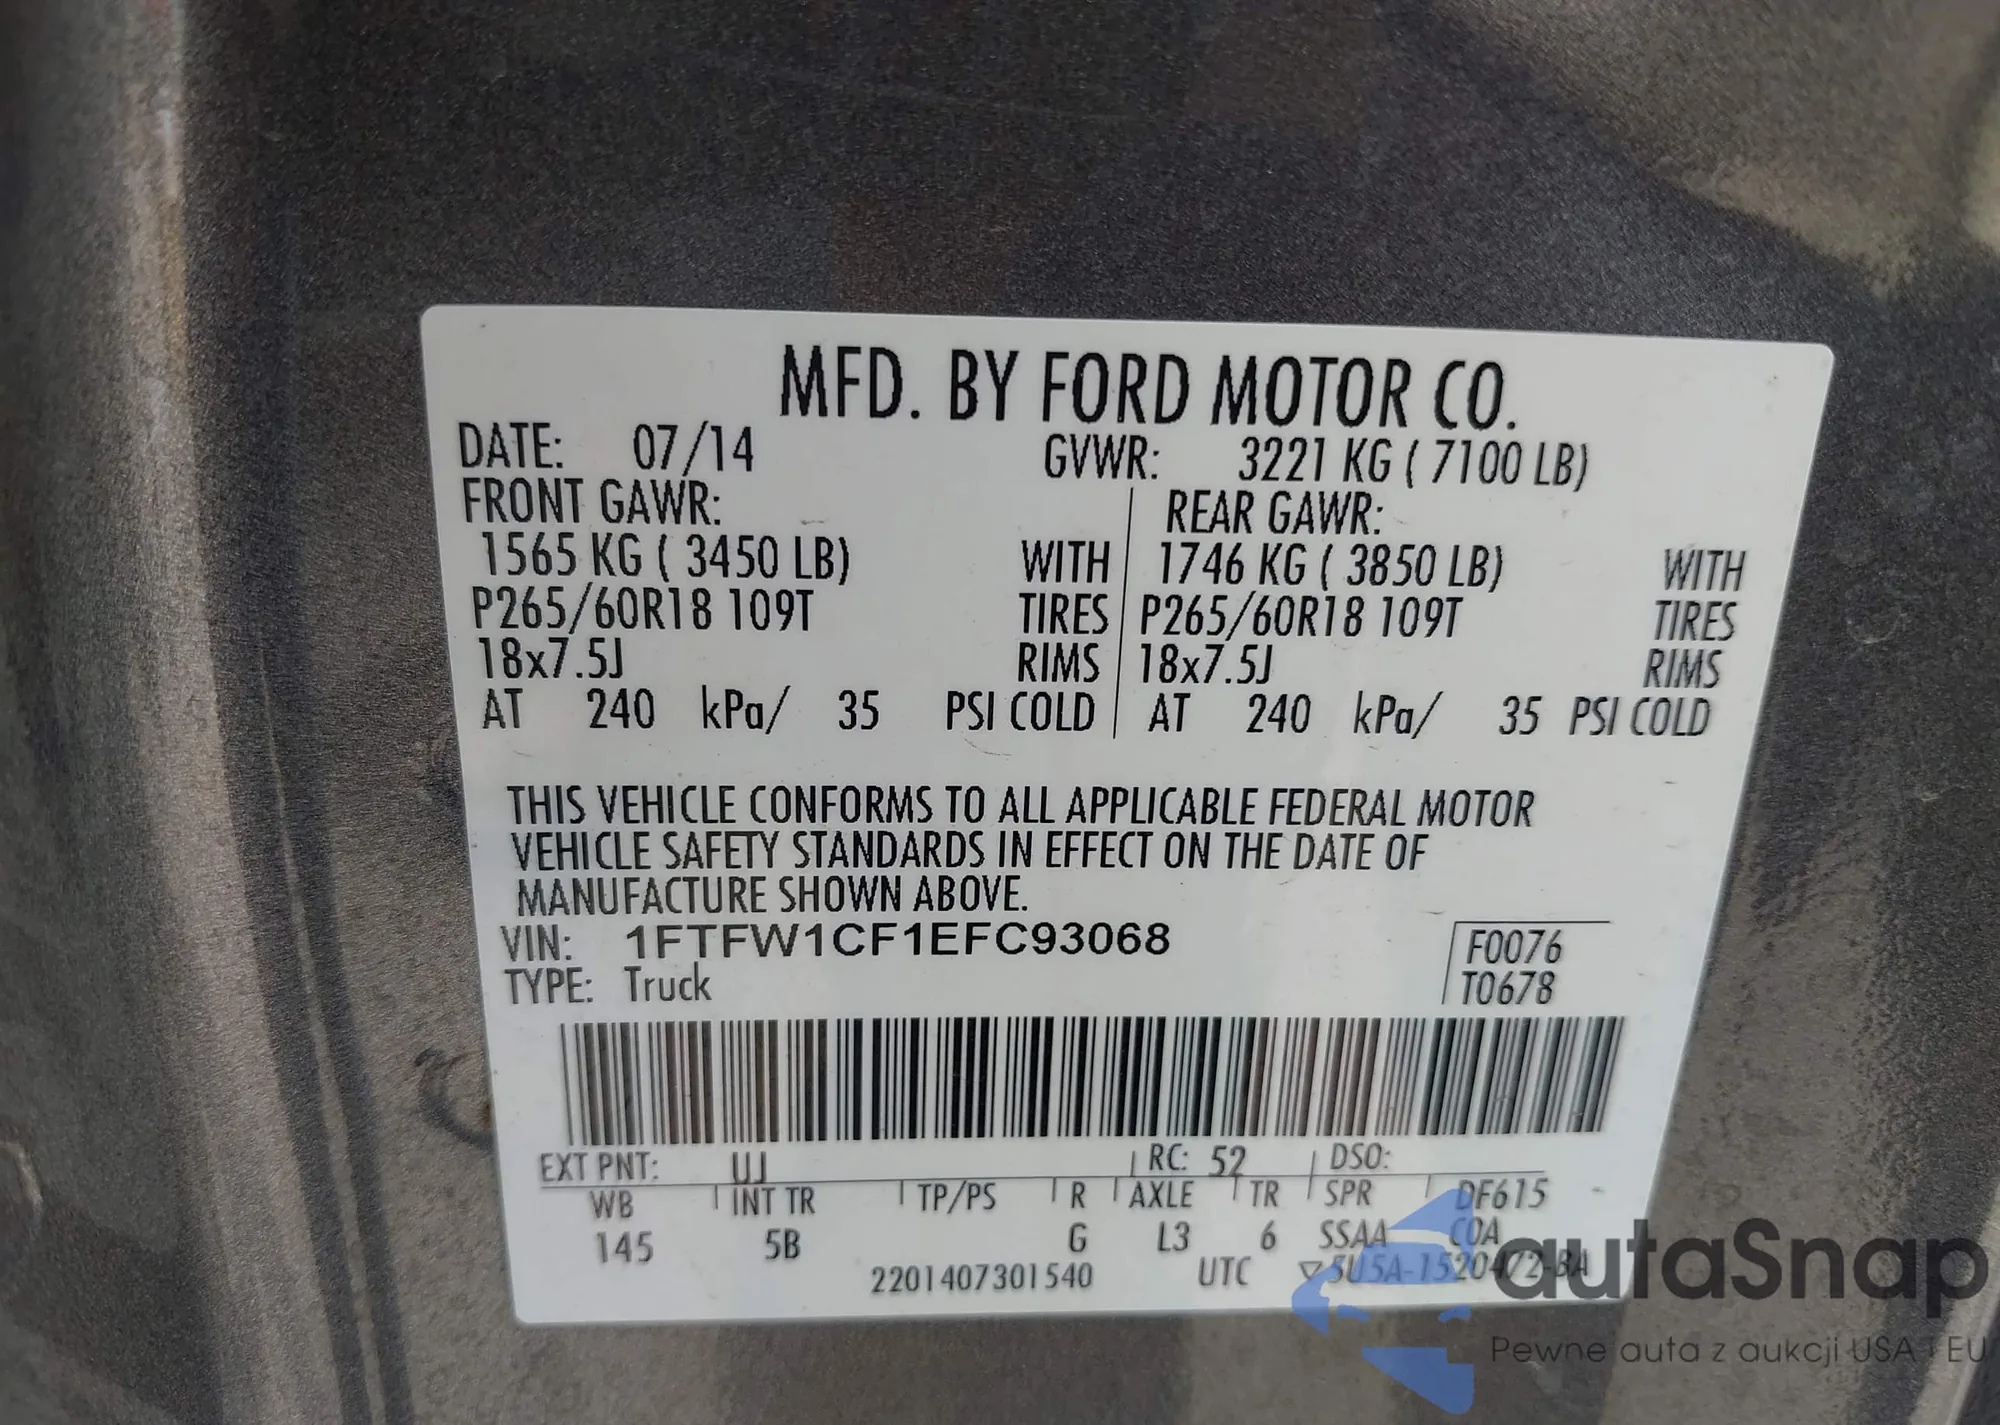 MFD. BY FORD MOTOR CO.
DATE: 07/14 GVWR: 3221 KG ( 7100 LB)
FRONT GAWR: REAR GAWR:
1565 KG ( 3450 LB) WITH 1746 KG ( 3850 LB) WITH
P265/60R18 109T TIRES P265/60R18 109T TIRES
18x7.5J RIMS 18x7.5J RIMS
AT 240 kPa/ 35 PSI COLD AT 240 kPa/ 35 PSI COLD
THIS VEHICLE CONFORMS TO ALL APPLICABLE FEDERAL MOTOR
VEHICLE SAFETY STANDARDS IN EFFECT ON THE DATE OF
MANUFACTURE SHOWN ABOVE.
VIN: 1FTFW1CF1EFC93068 F0076
TYPE: Truck T0678
EXT PNT: UJ RC: 52 DSO:
WB INT TR TP/PS R AXLE TR SPR DF615
145 5B G L3 6 SSAA COA
2201407301540 UTC ▽5U5A-1520472-BA
autaSnap
Pewne auta z aukcji USA i EU